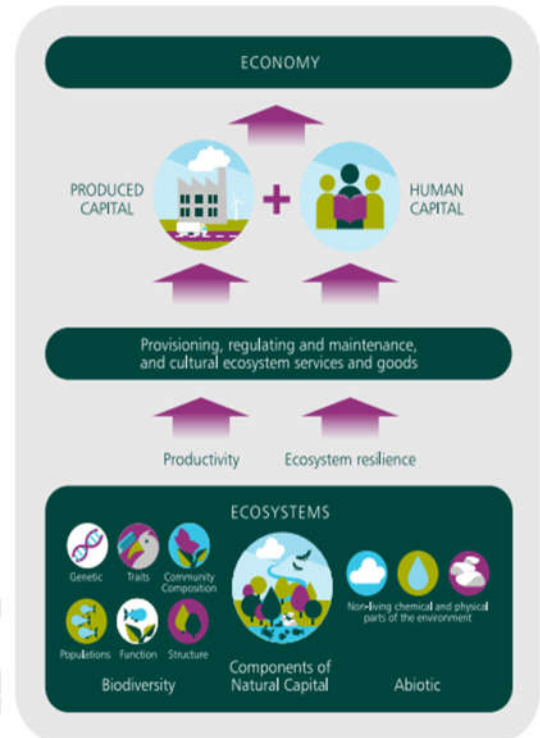 ECONOMY
PRODUCED
CAPITAL
HUMAN
CAPITAL
Provisioning, regulating and maintenance,
and cultural ecosystem services and goods
Productivity
Ecosystem resilience
ECOSYSTEMS
Genetic
Traits
Community
Composition
Populations
Function
Structure
Biodiversity
Components of
Natural Capital
Non-living chemical and physical
parts of the environment
Abiotic